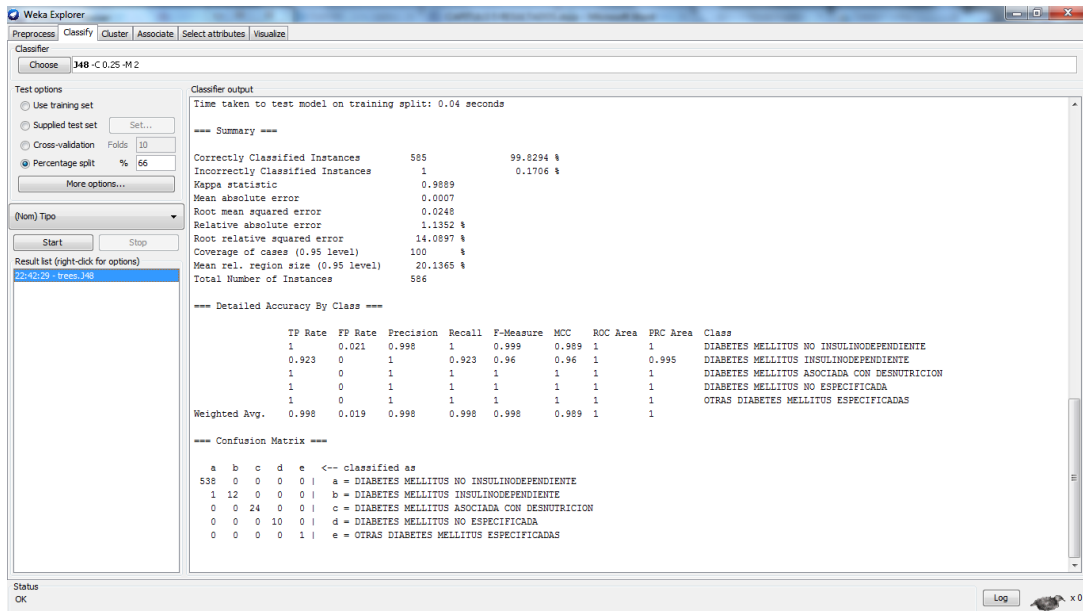 Weka Explorer
Preprocess Classify Cluster Associate Select attributes Visualize
Classifier
Choose J48 -C 0.25 -M 2
Test options
Use training set
Supplied test set Set...
Cross-validation Folds 10
Percentage split % 66
More options...
(Nom) Tipo
Start Stop
Result list (right-click for options)
22:42:29 - trees.J48
Classifier output
Time taken to test model on training split: 0.04 seconds
=== Summary ===
Correctly Classified Instances 585 99.8294 %
Incorrectly Classified Instances 1 0.1706 %
Kappa statistic 0.9889
Mean absolute error 0.0007
Root mean squared error 0.0248
Relative absolute error 1.1352 %
Root relative squared error 14.0897 %
Coverage of cases (0.95 level) 100 %
Mean rel. region size (0.95 level) 20.1365 %
Total Number of Instances 586
=== Detailed Accuracy By Class ===
TP Rate FP Rate Precision Recall F-Measure MCC ROC Area PRC Area Class
1 0.021 0.998 1 0.999 0.989 1 1 DIABETES MELLITUS NO INSULINODEPENDIENTE
0.923 0 1 0.923 0.96 0.96 1 0.995 DIABETES MELLITUS INSULINODEPENDIENTE
1 0 1 1 1 1 1 1 DIABETES MELLITUS ASOCIADA CON DESNUTRICION
1 0 1 1 1 1 1 1 DIABETES MELLITUS NO ESPECIFICADA
1 0 1 1 1 1 1 1 OTRAS DIABETES MELLITUS ESPECIFICADAS
Weighted Avg. 0.998 0.019 0.998 0.998 0.998 0.989 1 1
=== Confusion Matrix ===
a b c d e <-- classified as
538 0 0 0 0 | a = DIABETES MELLITUS NO INSULINODEPENDIENTE
1 12 0 0 0 | b = DIABETES MELLITUS INSULINODEPENDIENTE
0 0 24 0 0 | c = DIABETES MELLITUS ASOCIADA CON DESNUTRICION
0 0 0 10 0 | d = DIABETES MELLITUS NO ESPECIFICADA
0 0 0 0 1 | e = OTRAS DIABETES MELLITUS ESPECIFICADAS
Status
OK
Log
x 0